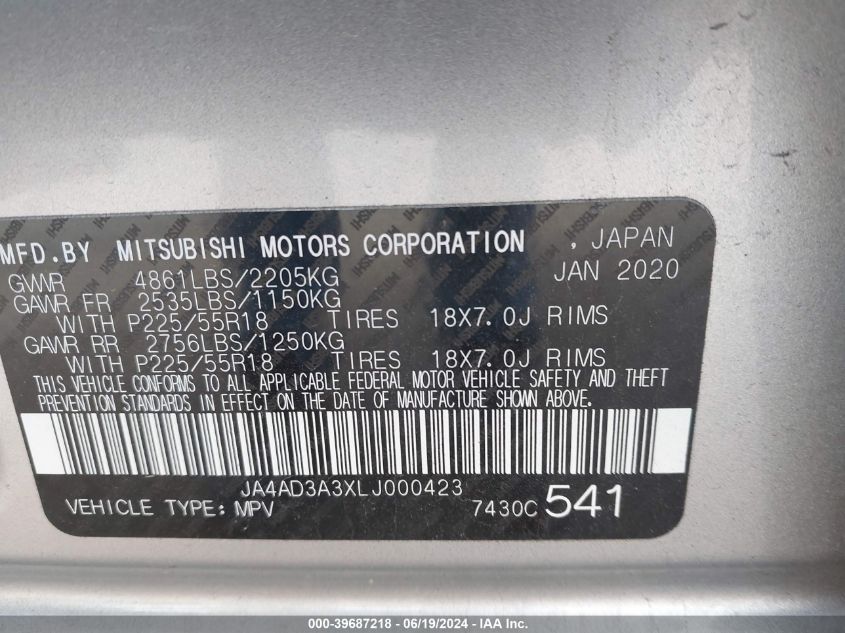 MFD.BY MITSUBISHI MOTORS CORPORATION , JAPAN
GVWR 4861LBS/2205KG JAN 2020
GAWR FR 2535LBS/1150KG
WITH P225/55R18 TIRES 18X7.0J RIMS
GAWR RR 2756LBS/1250KG
WITH P225/55R18 TIRES 18X7.0J RIMS
THIS VEHICLE CONFORMS TO ALL APPLICABLE FEDERAL MOTOR VEHICLE SAFETY AND THEFT
PREVENTION STANDARDS IN EFFECT ON THE DATE OF MANUFACTURE SHOWN ABOVE.
JA4AD3A3XLJ000423
VEHICLE TYPE: MPV 7430C 541
000-39687218 - 06/19/2024 - IAA Inc.